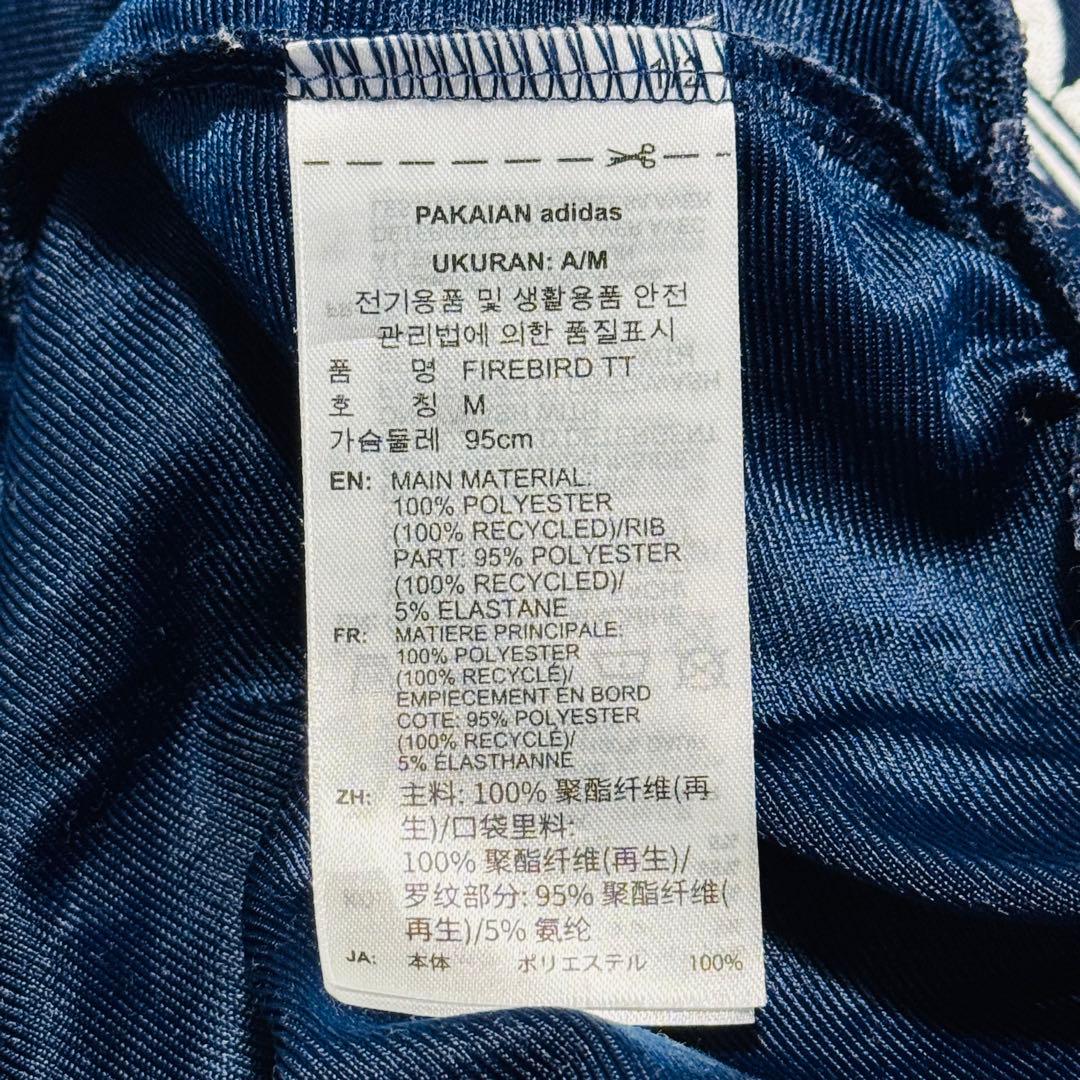 PAKAIAN adidas
UKURAN: A/M
전기용품 및 생활용품 안전
관리법에 의한 품질표시
품 명 FIREBIRD TT
호 칭 M
가슴둘레 95cm
EN: MAIN MATERIAL:
100% POLYESTER
(100% RECYCLED)/RIB
PART: 95% POLYESTER
(100% RECYCLED)/
5% ELASTANE
FR: MATIERE PRINCIPALE:
100% POLYESTER
(100% RECYCLÉ)/
EMPIECEMENT EN BORD
COTE: 95% POLYESTER
(100% RECYCLÉ)/
5% ÉLASTHANNE
ZH: 主料: 100% 聚酯纤维(再
生)/口袋里料:
100% 聚酯纤维(再生)/
罗纹部分: 95% 聚酯纤维(
再生)/5% 氨纶
JA: 本体 ポリエステル 100%